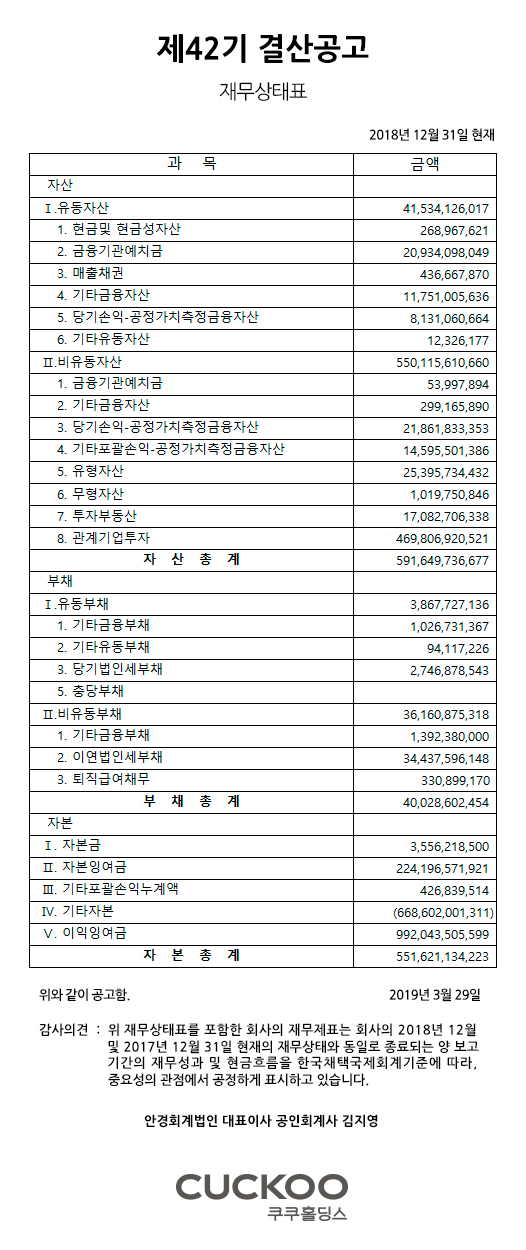 제42기 결산공고
재무상태표
2018년 12월 31일 현재
과 목 금액
자산
Ⅰ.유동자산 41,534,126,017
1. 현금및 현금성자산 268,967,621
2. 금융기관예치금 20,934,098,049
3. 매출채권 436,667,870
4. 기타금융자산 11,751,005,636
5. 당기손익-공정가치측정금융자산 8,131,060,664
6. 기타유동자산 12,326,177
Ⅱ.비유동자산 550,115,610,660
1. 금융기관예치금 53,997,894
2. 기타금융자산 299,165,890
3. 당기손익-공정가치측정금융자산 21,861,833,353
4. 기타포괄손익-공정가치측정금융자산 14,595,501,386
5. 유형자산 25,395,734,432
6. 무형자산 1,019,750,846
7. 투자부동산 17,082,706,338
8. 관계기업투자 469,806,920,521
자 산 총 계 591,649,736,677
부채
Ⅰ.유동부채 3,867,727,136
1. 기타금융부채 1,026,731,367
2. 기타유동부채 94,117,226
3. 당기법인세부채 2,746,878,543
5. 충당부채
Ⅱ.비유동부채 36,160,875,318
1. 기타금융부채 1,392,380,000
2. 이연법인세부채 34,437,596,148
3. 퇴직급여채무 330,899,170
부 채 총 계 40,028,602,454
자본
Ⅰ. 자본금 3,556,218,500
Ⅱ. 자본잉여금 224,196,571,921
Ⅲ. 기타포괄손익누계액 426,839,514
Ⅳ. 기타자본 (668,602,001,311)
Ⅴ. 이익잉여금 992,043,505,599
자 본 총 계 551,621,134,223
위와 같이 공고함. 2019년 3월 29일
감사의견 : 위 재무상태표를 포함한 회사의 재무제표는 회사의 2018년 12월
및 2017년 12월 31일 현재의 재무상태와 동일로 종료되는 양 보고
기간의 재무성과 및 현금흐름을 한국채택국제회계기준에 따라,
중요성의 관점에서 공정하게 표시하고 있습니다.
안경회계법인 대표이사 공인회계사 김지영
CUCKOO
쿠쿠홀딩스